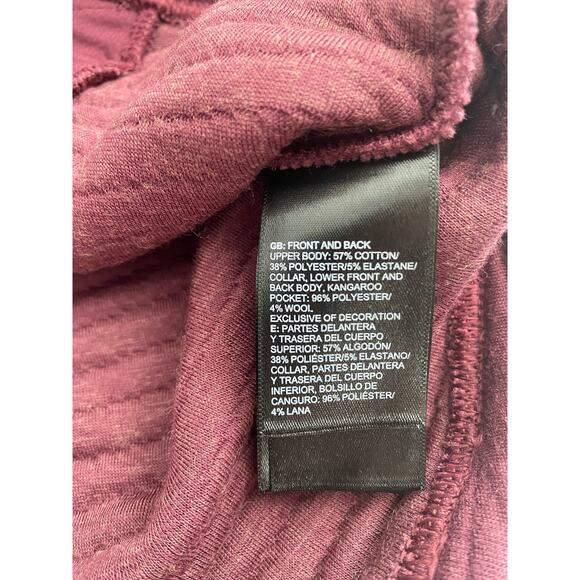 GB: FRONT AND BACK
UPPER BODY: 57% COTTON/
38% POLYESTER/5% ELASTANE/
COLLAR, LOWER FRONT AND
BACK BODY, KANGAROO
POCKET: 96% POLYESTER/
4% WOOL
EXCLUSIVE OF DECORATION
E: PARTES DELANTERA
Y TRASERA DEL CUERPO
SUPERIOR: 57% ALGODÓN/
38% POLIÉSTER/5% ELASTANO/
COLLAR, PARTES DELANTERA
Y TRASERA DEL CUERPO
INFERIOR, BOLSILLO DE
CANGURO: 96% POLIÉSTER/
4% LANA